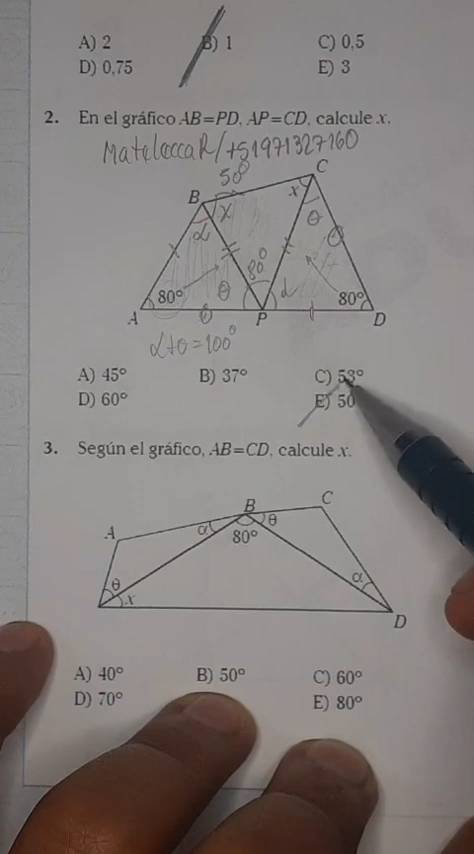 A) 2 B) 1 C) 0,5
D) 0,75 E) 3
2. En el gráfico AB=PD, AP=CD, calcule x.
MateloccaR/+51971327160
50°
C
x
B
x
θ
α
80°
80°
θ
α
80°
A
P
D
α+θ=100°
A) 45° B) 37° C) 53°
D) 60° E) 50
3. Según el gráfico, AB=CD, calcule x.
C
B
A
α
θ
80°
θ
α
x
D
A) 40° B) 50° C) 60°
D) 70° E) 80°